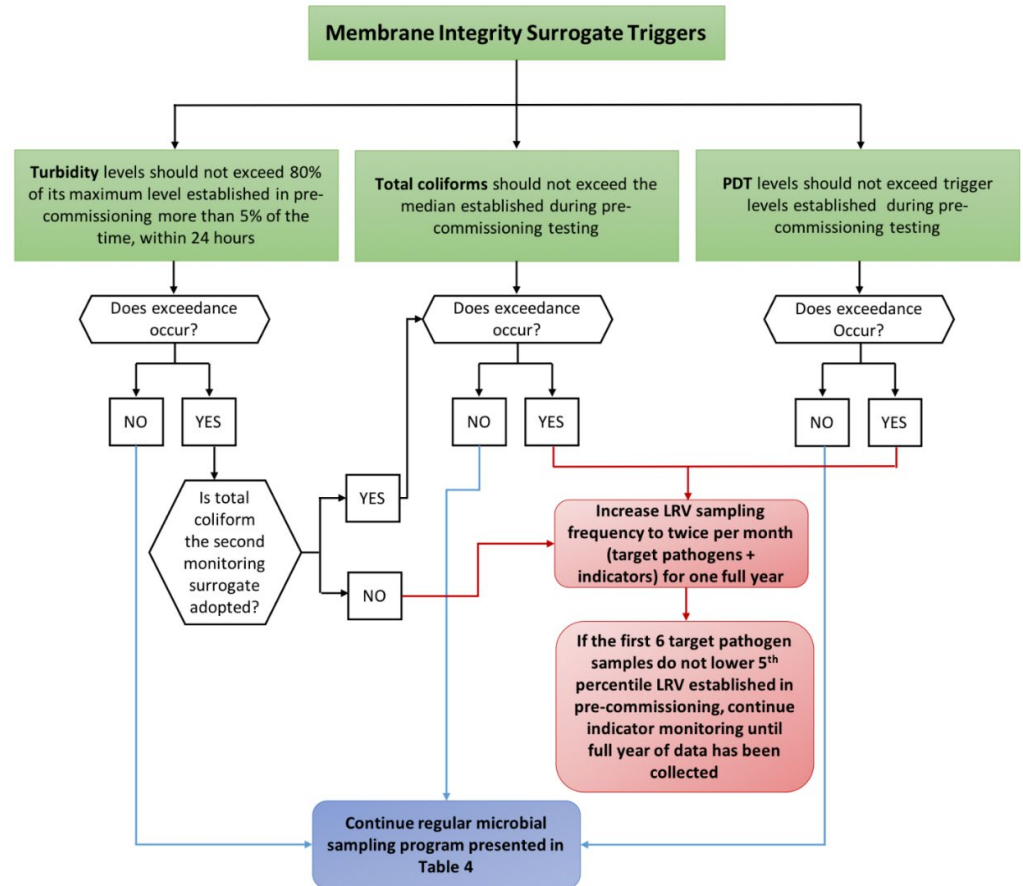 Membrane Integrity Surrogate Triggers
Turbidity levels should not exceed 80%
of its maximum level established in pre-
commissioning more than 5% of the
time, within 24 hours
Total coliforms should not exceed the
median established during pre-
commissioning testing
PDT levels should not exceed trigger
levels established during pre-
commissioning testing
Does exceedance
occur?
Does exceedance
occur?
Does exceedance
Occur?
NO
YES
NO
YES
NO
YES
Is total
coliform
the second
monitoring
surrogate
adopted?
YES
NO
Increase LRV sampling
frequency to twice per month
(target pathogens +
indicators) for one full year
If the first 6 target pathogen
samples do not lower 5th
percentile LRV established in
pre-commissioning, continue
indicator monitoring until
full year of data has been
collected
Continue regular microbial
sampling program presented in
Table 4